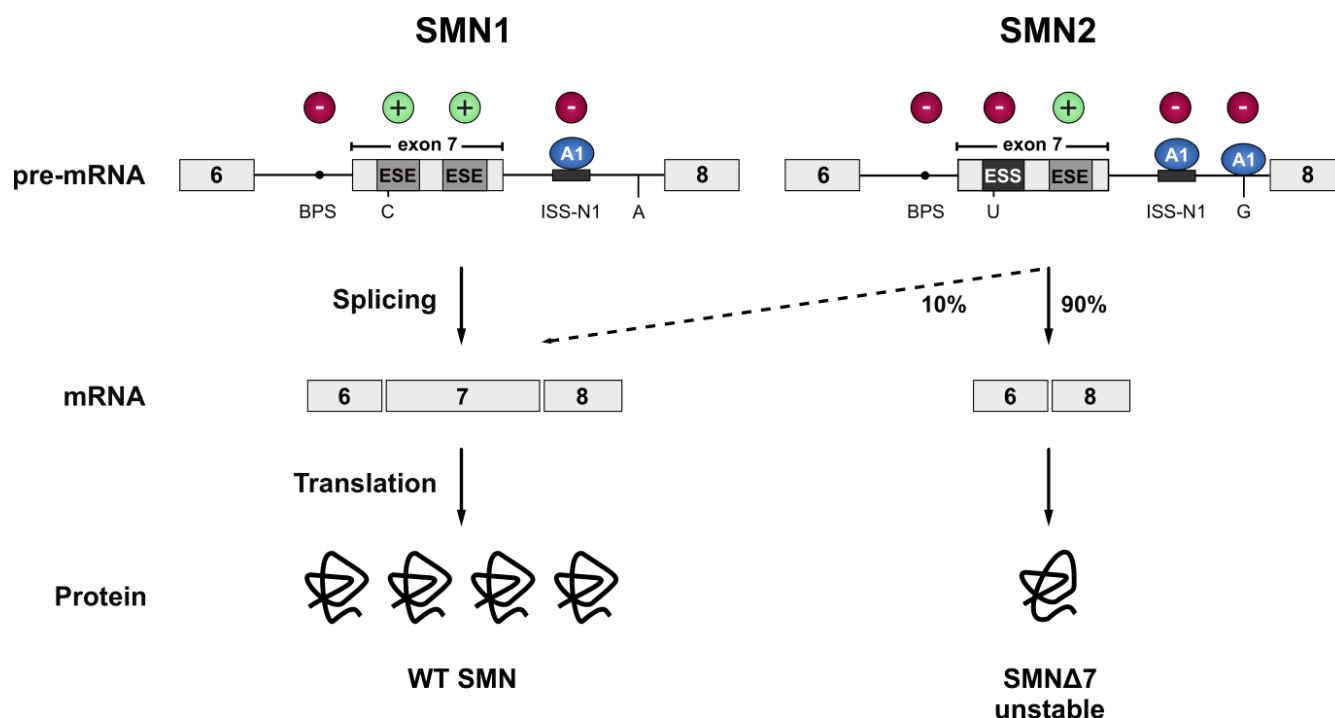 SMN1 SMN2
- + + - - - + - -
exon 7 exon 7
A1 A1 A1
pre-mRNA 6 ESE ESE 8 6 ESS ESE 8
BPS C ISS-N1 A BPS U ISS-N1 G
Splicing 10% 90%
mRNA 6 7 8 6 8
Translation
Protein
WT SMN SMNΔ7
unstable